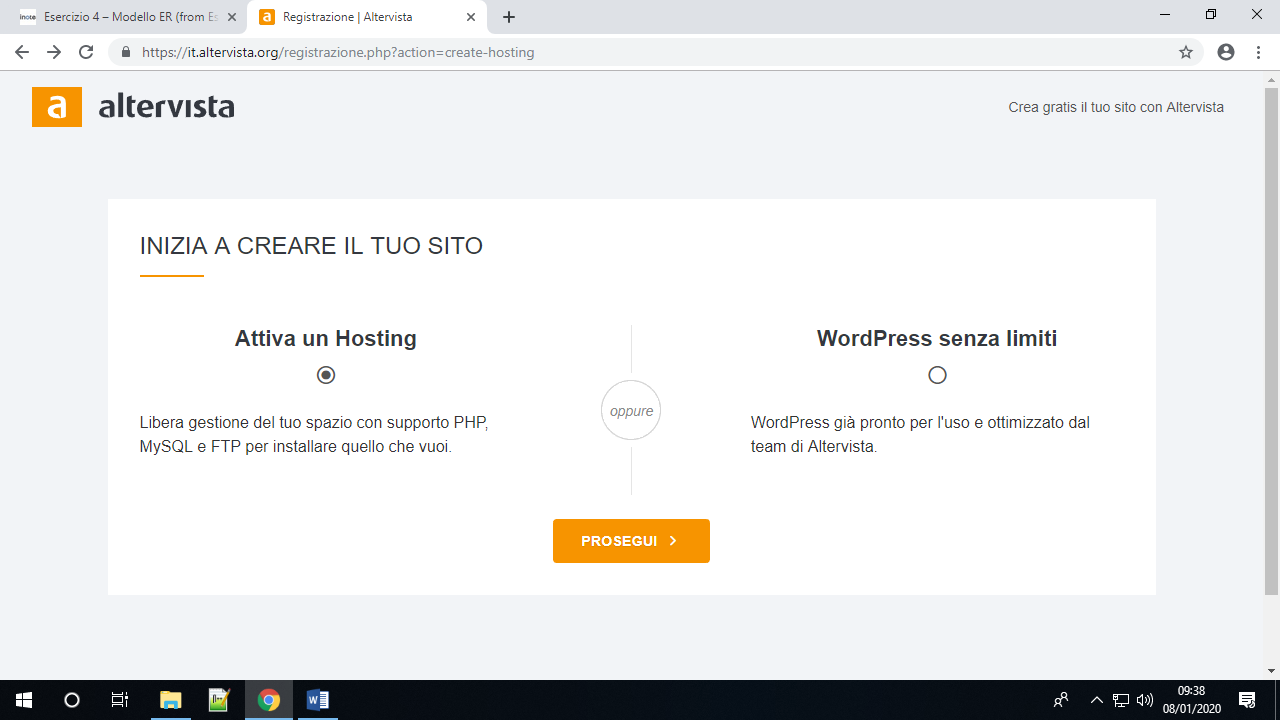 inote Esercizio 4 – Modello ER (from Es
a Registrazione | Altervista
https://it.altervista.org/registrazione.php?action=create-hosting
a altervista
Crea gratis il tuo sito con Altervista
INIZIA A CREARE IL TUO SITO
Attiva un Hosting
Libera gestione del tuo spazio con supporto PHP,
MySQL e FTP per installare quello che vuoi.
oppure
WordPress senza limiti
WordPress già pronto per l'uso e ottimizzato dal
team di Altervista.
PROSEGUI
09:38
08/01/2020